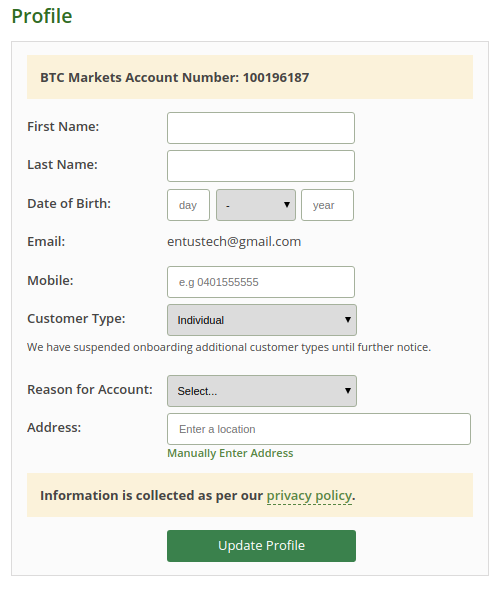 Profile
BTC Markets Account Number: 100196187
First Name:
Last Name:
Date of Birth: day - year
Email: entustech@gmail.com
Mobile: e.g 0401555555
Customer Type: Individual
We have suspended onboarding additional customer types until further notice.
Reason for Account: Select...
Address: Enter a location
Manually Enter Address
Information is collected as per our privacy policy.
Update Profile